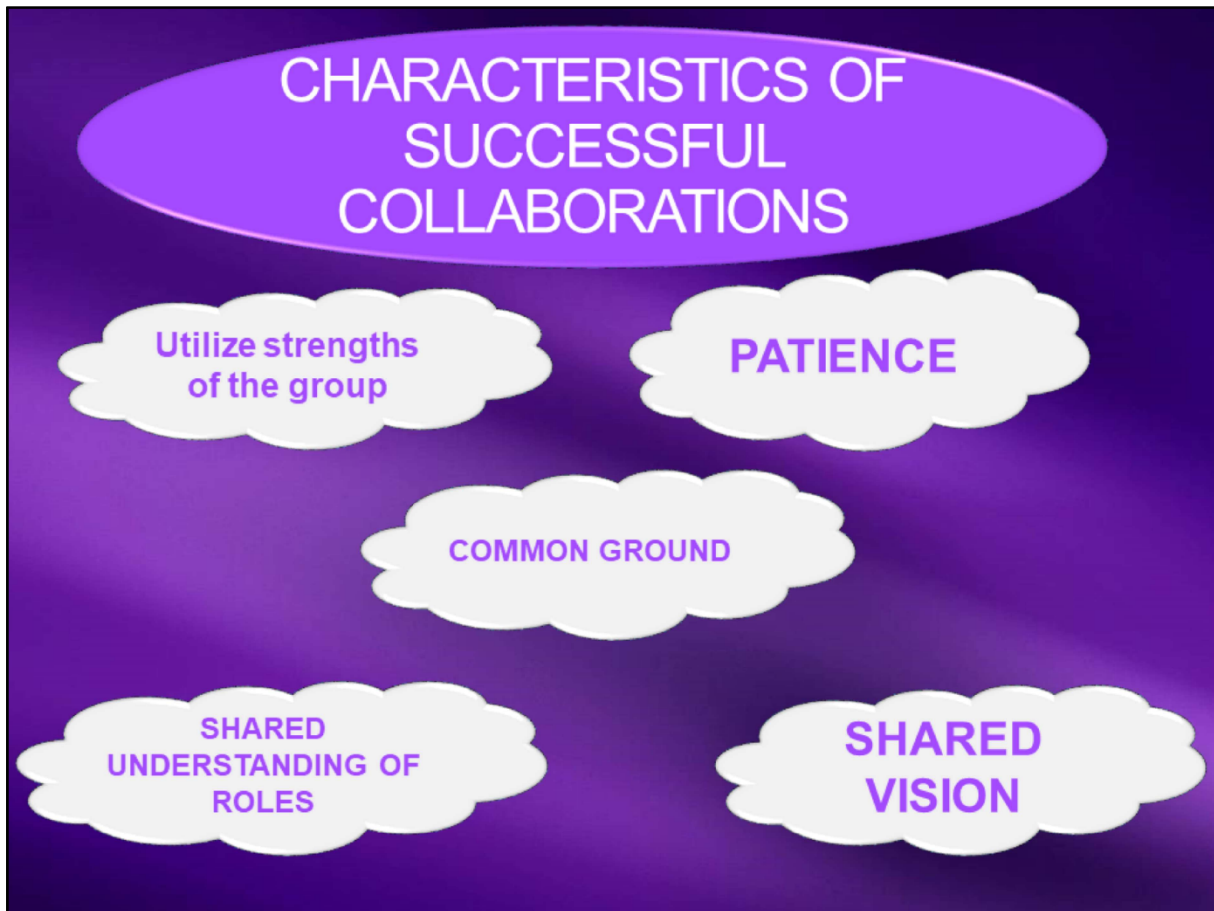 CHARACTERISTICS OF
SUCCESSFUL
COLLABORATIONS
Utilize strengths
of the group
PATIENCE
COMMON GROUND
SHARED
UNDERSTANDING OF
ROLES
SHARED
VISION